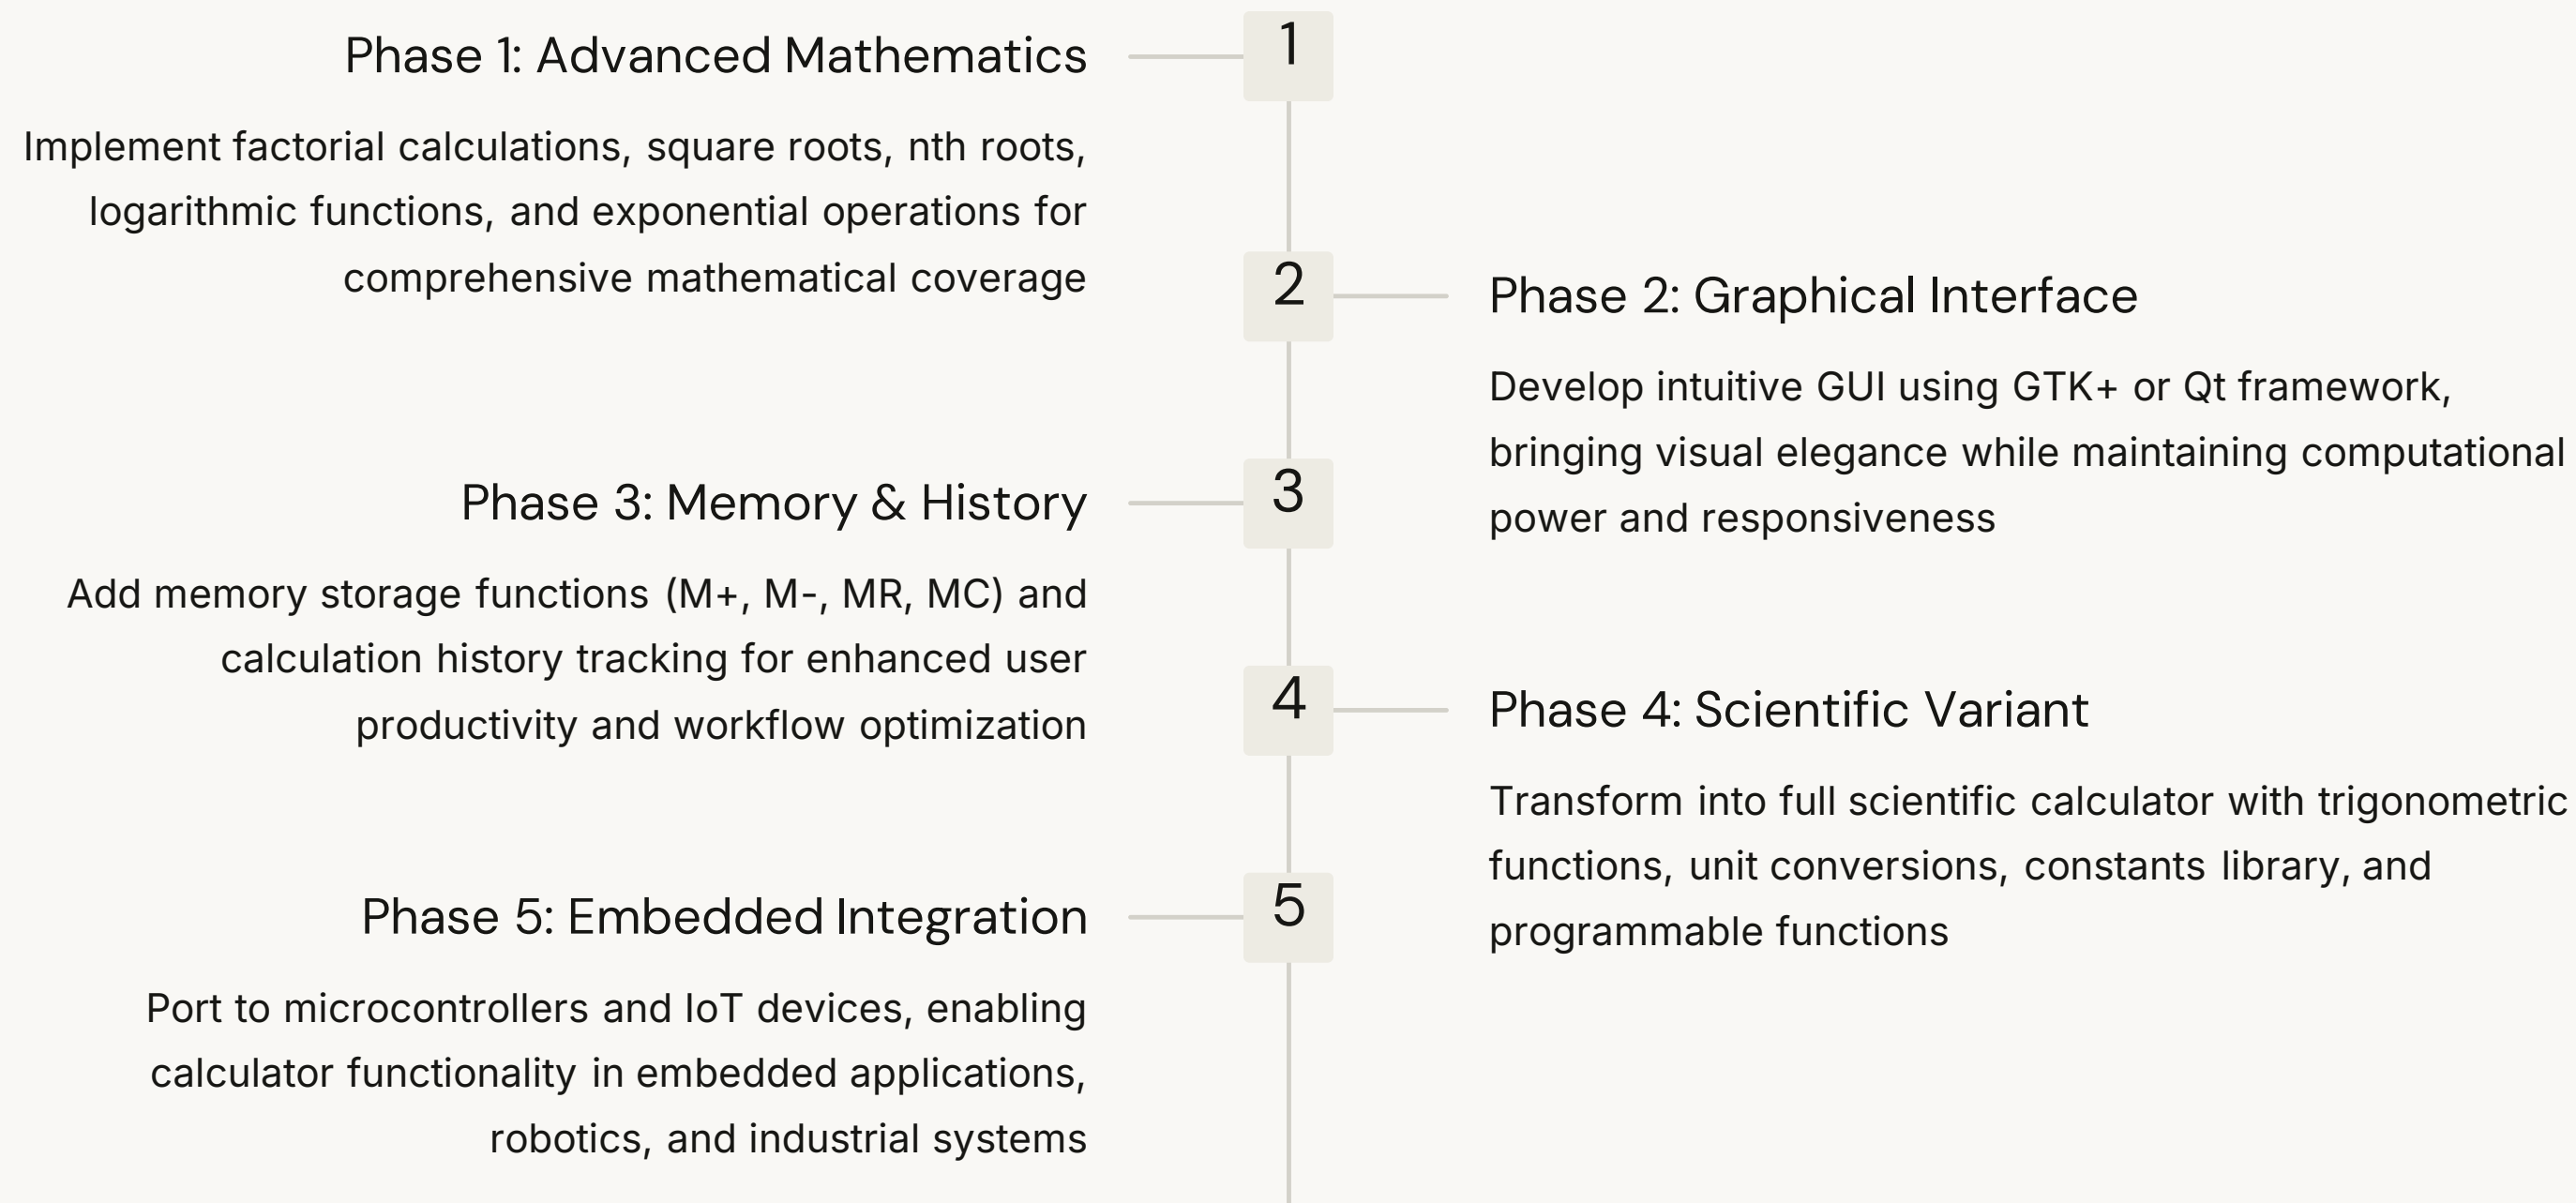 1
Phase 1: Advanced Mathematics
Implement factorial calculations, square roots, nth roots,
logarithmic functions, and exponential operations for
comprehensive mathematical coverage
2
Phase 2: Graphical Interface
Develop intuitive GUI using GTK+ or Qt framework,
bringing visual elegance while maintaining computational
power and responsiveness
3
Phase 3: Memory & History
Add memory storage functions (M+, M-, MR, MC) and
calculation history tracking for enhanced user
productivity and workflow optimization
4
Phase 4: Scientific Variant
Transform into full scientific calculator with trigonometric
functions, unit conversions, constants library, and
programmable functions
5
Phase 5: Embedded Integration
Port to microcontrollers and IoT devices, enabling
calculator functionality in embedded applications,
robotics, and industrial systems